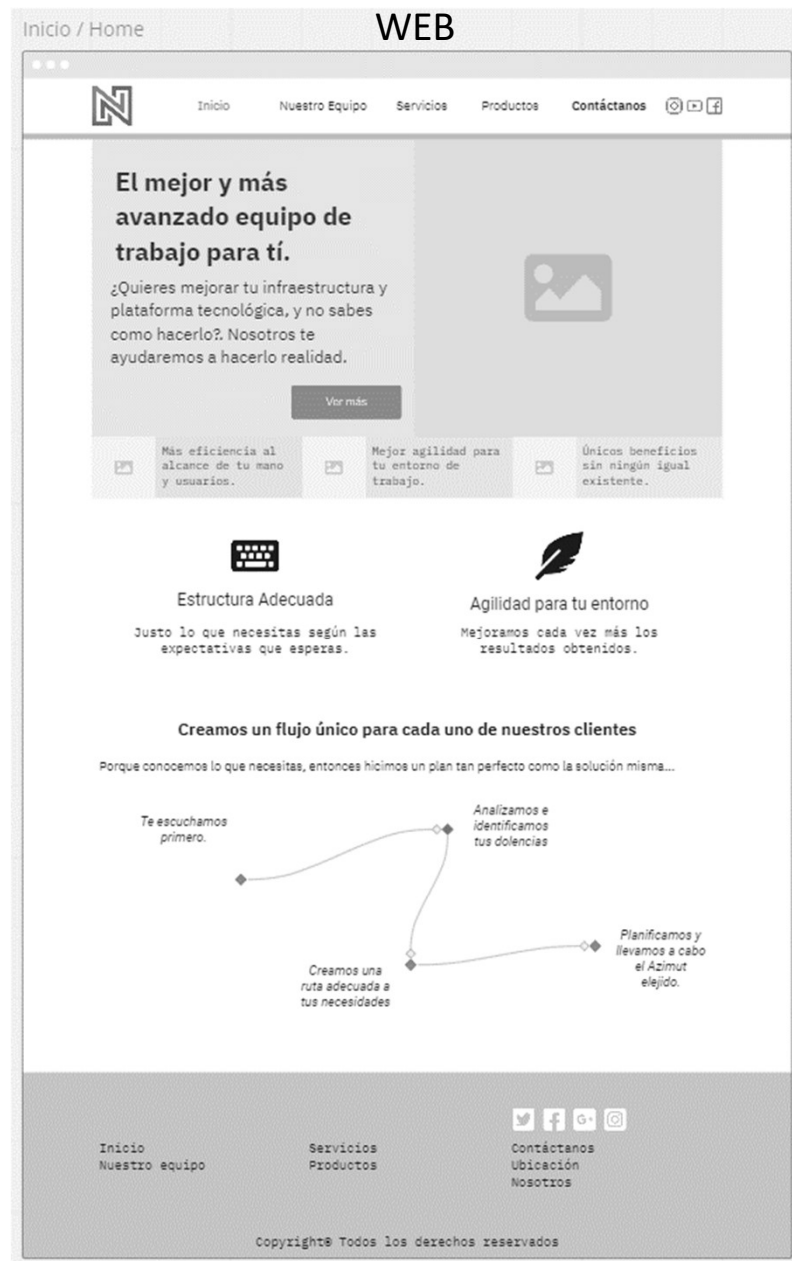 Inicio / Home
WEB
N
Inicio
Nuestro Equipo
Servicios
Productos
Contáctanos
El mejor y más
avanzado equipo de
trabajo para tí.
¿Quieres mejorar tu infraestructura y
plataforma tecnológica, y no sabes
como hacerlo?. Nosotros te
ayudaremos a hacerlo realidad.
Ver más
Más eficiencia al
alcance de tu mano
y usuarios.
Mejor agilidad para
tu entorno de
trabajo.
Únicos beneficios
sin ningún igual
existente.
Estructura Adecuada
Justo lo que necesitas según las
expectativas que esperas.
Agilidad para tu entorno
Mejoramos cada vez más los
resultados obtenidos.
Creamos un flujo único para cada uno de nuestros clientes
Porque conocemos lo que necesitas, entonces hicimos un plan tan perfecto como la solución misma...
Te escuchamos
primero.
Analizamos e
identificamos
tus dolencias
Creamos una
ruta adecuada a
tus necesidades
Planificamos y
llevamos a cabo
el Azimut
elejido.
Inicio
Nuestro equipo
Servicios
Productos
Contáctanos
Ubicación
Nosotros
Copyright® Todos los derechos reservados